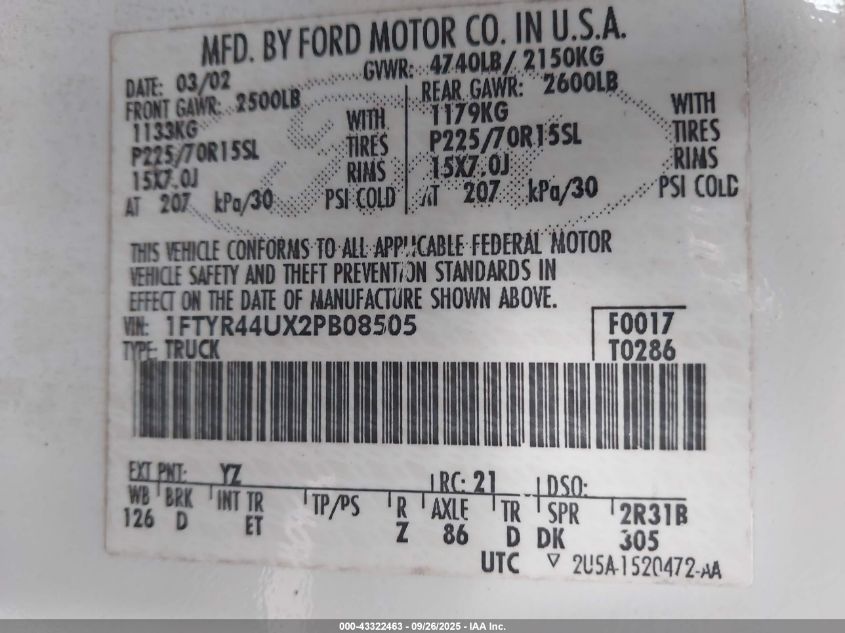 MFD. BY FORD MOTOR CO. IN U.S.A.
DATE: 03/02 GVWR: 4740LB/ 2150KG
FRONT GAWR: 2500LB REAR GAWR: 2600LB
1133KG WITH 1179KG WITH
P225/70R15SL TIRES P225/70R15SL TIRES
15X7.0J RIMS 15X7.0J RIMS
AT 207 kPa/30 PSI COLD AT 207 kPa/30 PSI COLD
THIS VEHICLE CONFORMS TO ALL APPLICABLE FEDERAL MOTOR
VEHICLE SAFETY AND THEFT PREVENTION STANDARDS IN
EFFECT ON THE DATE OF MANUFACTURE SHOWN ABOVE.
VIN: 1FTYR44UX2PB08505 F0017
TYPE: TRUCK T0286
EXT PNT: YZ RC: 21 DSO:
WB BRK INT TR TP/PS R AXLE TR SPR 2R31B
126 D ET Z 86 D DK 305
UTC ▽ 2U5A-1520472-AA
000-43322463 - 09/26/2025 - IAA Inc.